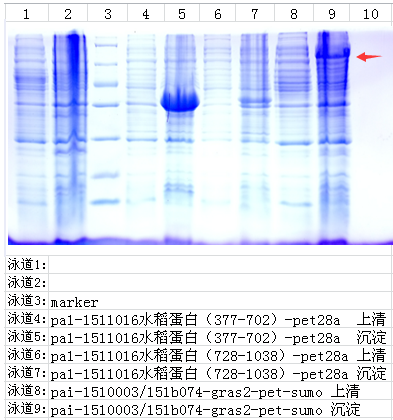 1 2 3 4 5 6 7 8 9 10
泳道1:
泳道2:
泳道3: marker
泳道4: pal-1511016水稻蛋白（377-702）-pet28a 上清
泳道5: pal-1511016水稻蛋白（377-702）-pet28a 沉淀
泳道6: pal-1511016水稻蛋白（728-1038）-pet28a 上清
泳道7: pal-1511016水稻蛋白（728-1038）-pet28a 沉淀
泳道8: pai-1510003/151b074-gras2-pet-sumo 上清
泳道9: pai-1510003/151b074-gras2-pet-sumo 沉淀